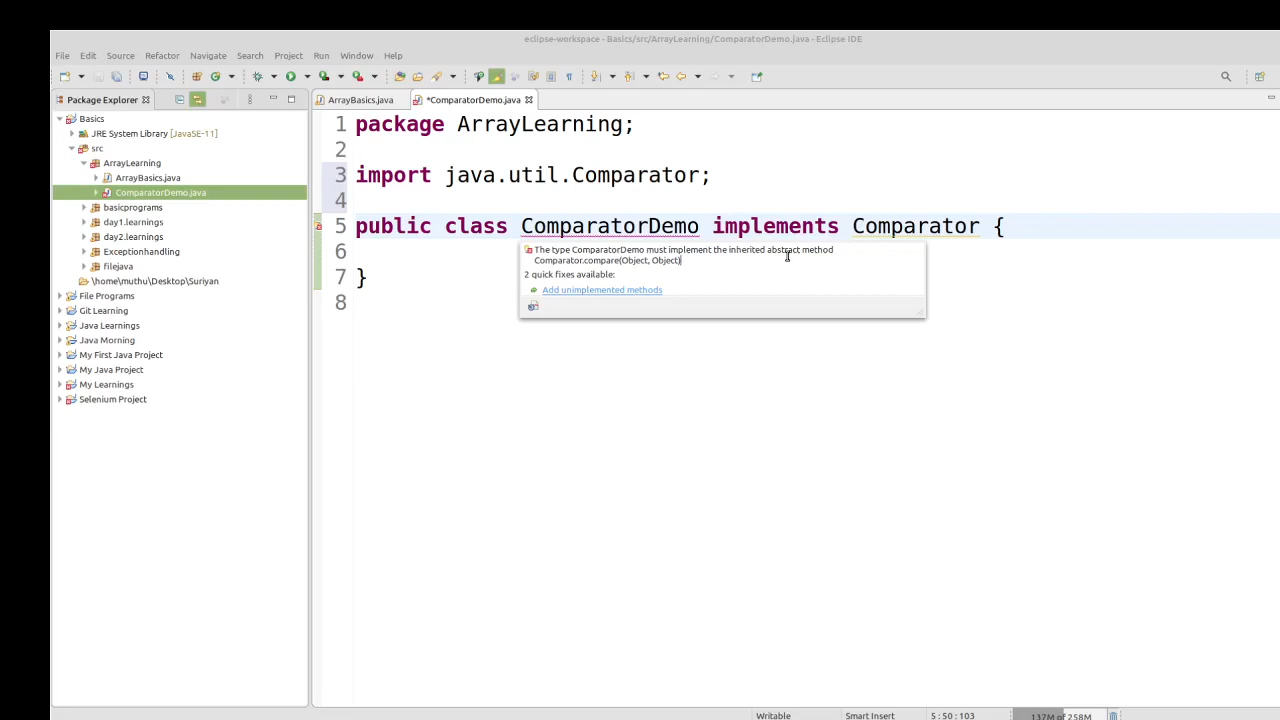 eclipse-workspace - Basics/src/ArrayLearning/ComparatorDemo.java - Eclipse IDE
File Edit Source Refactor Navigate Search Project Run Window Help
Package Explorer
ArrayBasics.java
*ComparatorDemo.java
Basics
JRE System Library [JavaSE-11]
src
ArrayLearning
ArrayBasics.java
ComparatorDemo.java
basicprograms
day1.learnings
day2.learnings
Exceptionhandling
filejava
\home\muthu\Desktop\Suriyan
File Programs
Git Learning
Java Learnings
Java Morning
My First Java Project
My Java Project
My Learnings
Selenium Project
1 package ArrayLearning;
2
3 import java.util.Comparator;
4
5 public class ComparatorDemo implements Comparator {
6
7 }
8
The type ComparatorDemo must implement the inherited abstract method
Comparator.compare(Object, Object)
2 quick fixes available:
Add unimplemented methods
Writable
Smart Insert
5 : 50 : 103
137M of 258M